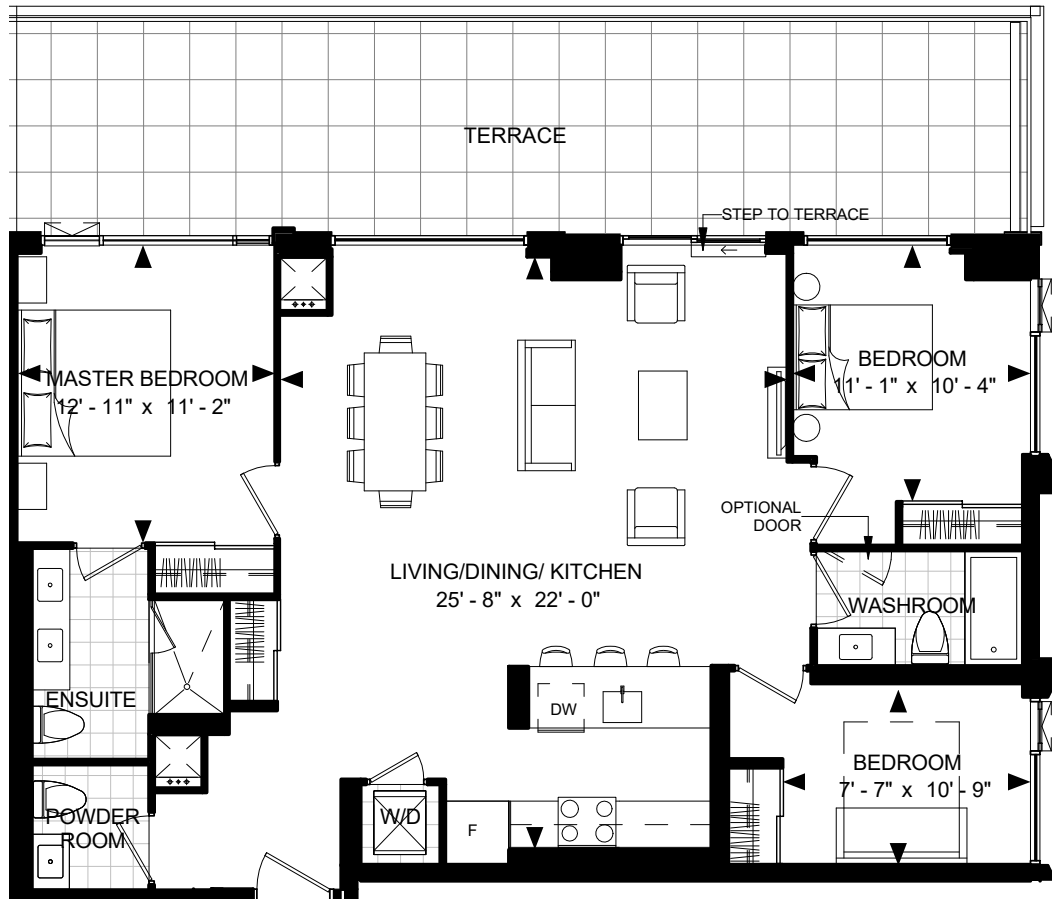 TERRACE
STEP TO TERRACE
MASTER BEDROOM
12' - 11" x 11' - 2"
BEDROOM
11' - 1" x 10' - 4"
OPTIONAL
DOOR
LIVING/DINING/ KITCHEN
25' - 8" x 22' - 0"
WASHROOM
ENSUITE
DW
BEDROOM
7' - 7" x 10' - 9"
POWDER
ROOM
W/D
F